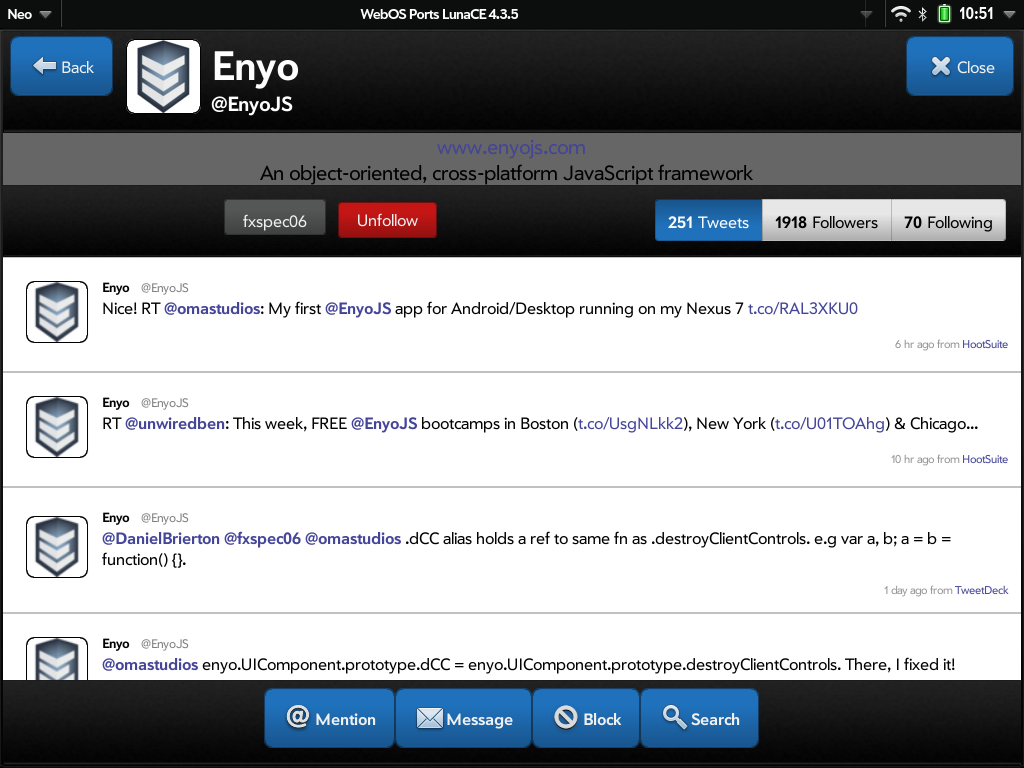 Neo WebOS Ports LunaCE 4.3.5 10:51
Back
Enyo
@EnyoJS
Close
www.enyojs.com
An object-oriented, cross-platform JavaScript framework
fxspec06 Unfollow 251 Tweets 1918 Followers 70 Following
Enyo @EnyoJS
Nice! RT @omastudios: My first @EnyoJS app for Android/Desktop running on my Nexus 7 t.co/RAL3XKU0
6 hr ago from HootSuite
Enyo @EnyoJS
RT @unwiredben: This week, FREE @EnyoJS bootcamps in Boston (t.co/UsgNLkk2), New York (t.co/U01TOAhg) & Chicago...
10 hr ago from HootSuite
Enyo @EnyoJS
@DanielBrierton @fxspec06 @omastudios .dCC alias holds a ref to same fn as .destroyClientControls. e.g var a, b; a = b =
function() {}.
1 day ago from TweetDeck
Enyo @EnyoJS
@omastudios enyo.UIComponent.prototype.dCC = enyo.UIComponent.prototype.destroyClientControls. There, I fixed it!
Mention Message Block Search